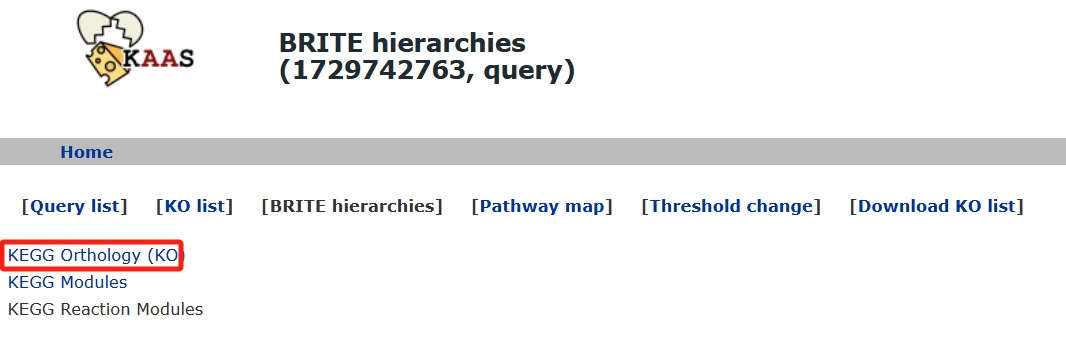 KAAS
BRITE hierarchies
(1729742763, query)
Home
[Query list] [KO list] [BRITE hierarchies] [Pathway map] [Threshold change] [Download KO list]
KEGG Orthology (KO)
KEGG Modules
KEGG Reaction Modules